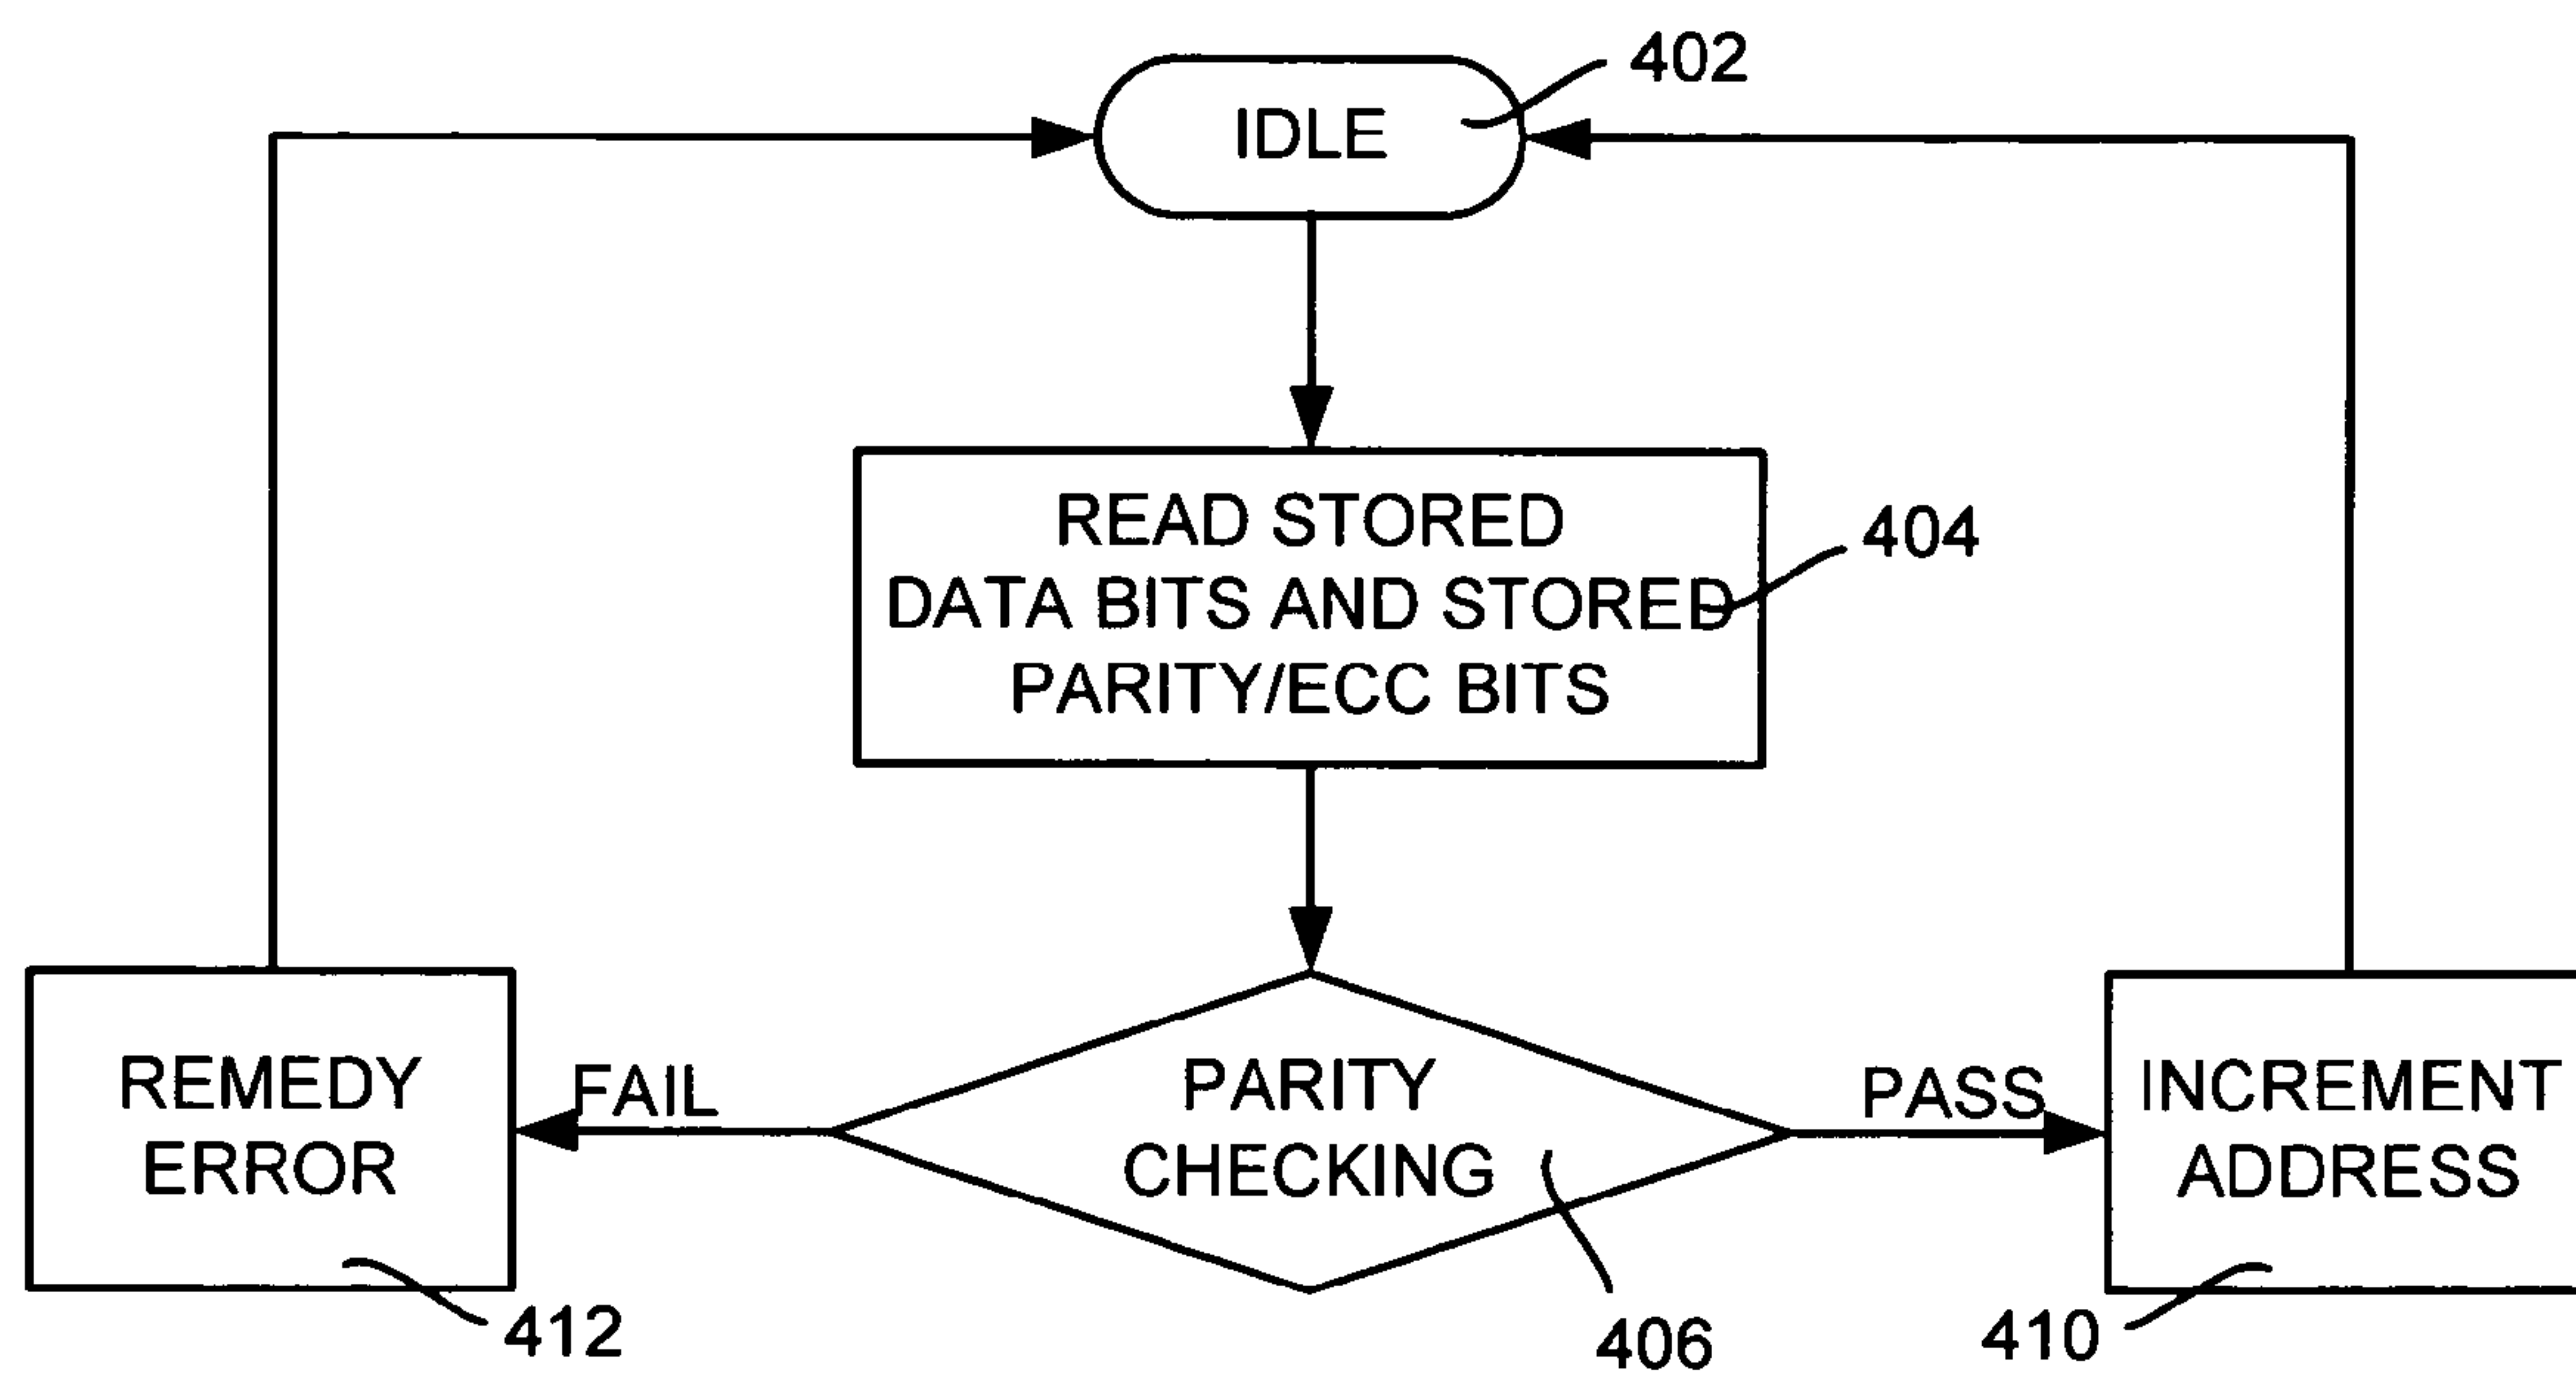 402
IDLE
READ STORED
DATA BITS AND STORED
PARITY/ECC BITS
404
REMEDY
ERROR
FAIL
PARITY
CHECKING
PASS
INCREMENT
ADDRESS
412
406
410